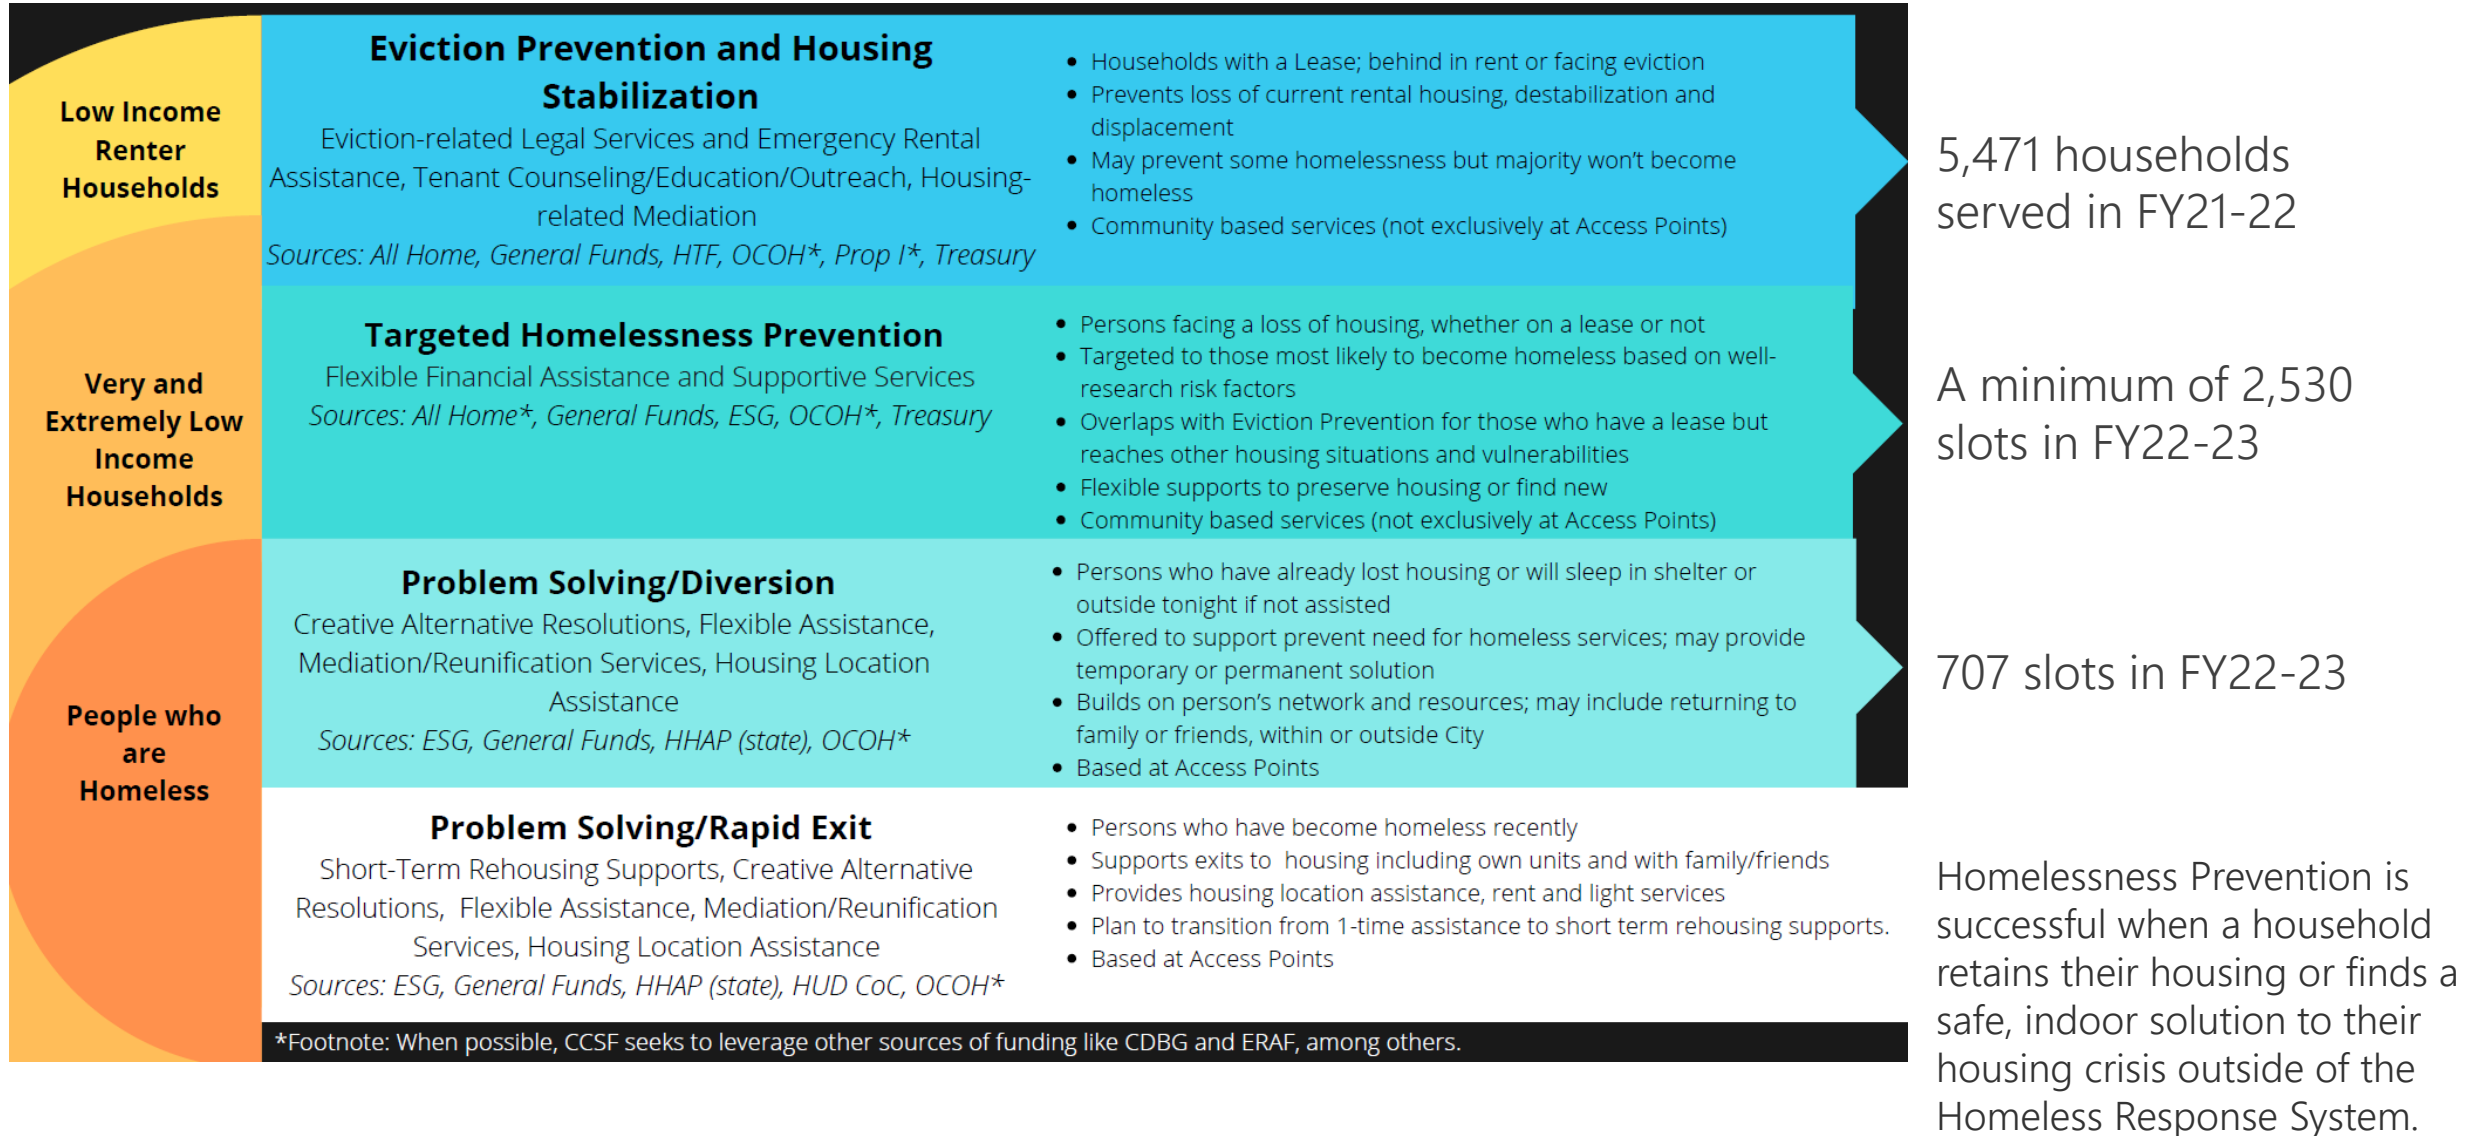 Low Income
Renter
Households
Eviction Prevention and Housing
Stabilization
Eviction-related Legal Services and Emergency Rental
Assistance, Tenant Counseling/Education/Outreach, Housing-
related Mediation
Sources: All Home, General Funds, HTF, OCOH*, Prop I*, Treasury
• Households with a Lease; behind in rent or facing eviction
• Prevents loss of current rental housing, destabilization and
displacement
• May prevent some homelessness but majority won't become
homeless
• Community based services (not exclusively at Access Points)
5,471 households
served in FY21-22
Very and
Extremely Low
Income
Households
Targeted Homelessness Prevention
Flexible Financial Assistance and Supportive Services
Sources: All Home*, General Funds, ESG, OCOH*, Treasury
• Persons facing a loss of housing, whether on a lease or not
• Targeted to those most likely to become homeless based on well-
research risk factors
• Overlaps with Eviction Prevention for those who have a lease but
reaches other housing situations and vulnerabilities
• Flexible supports to preserve housing or find new
• Community based services (not exclusively at Access Points)
A minimum of 2,530
slots in FY22-23
People who
are
Homeless
Problem Solving/Diversion
Creative Alternative Resolutions, Flexible Assistance,
Mediation/Reunification Services, Housing Location
Assistance
Sources: ESG, General Funds, HHAP (state), OCOH*
• Persons who have already lost housing or will sleep in shelter or
outside tonight if not assisted
• Offered to support prevent need for homeless services; may provide
temporary or permanent solution
• Builds on person's network and resources; may include returning to
family or friends, within or outside City
• Based at Access Points
707 slots in FY22-23
Problem Solving/Rapid Exit
Short-Term Rehousing Supports, Creative Alternative
Resolutions, Flexible Assistance, Mediation/Reunification
Services, Housing Location Assistance
Sources: ESG, General Funds, HHAP (state), HUD CoC, OCOH*
• Persons who have become homeless recently
• Supports exits to housing including own units and with family/friends
• Provides housing location assistance, rent and light services
• Plan to transition from 1-time assistance to short term rehousing supports.
• Based at Access Points
*Footnote: When possible, CCSF seeks to leverage other sources of funding like CDBG and ERAF, among others.
Homelessness Prevention is
successful when a household
retains their housing or finds a
safe, indoor solution to their
housing crisis outside of the
Homeless Response System.